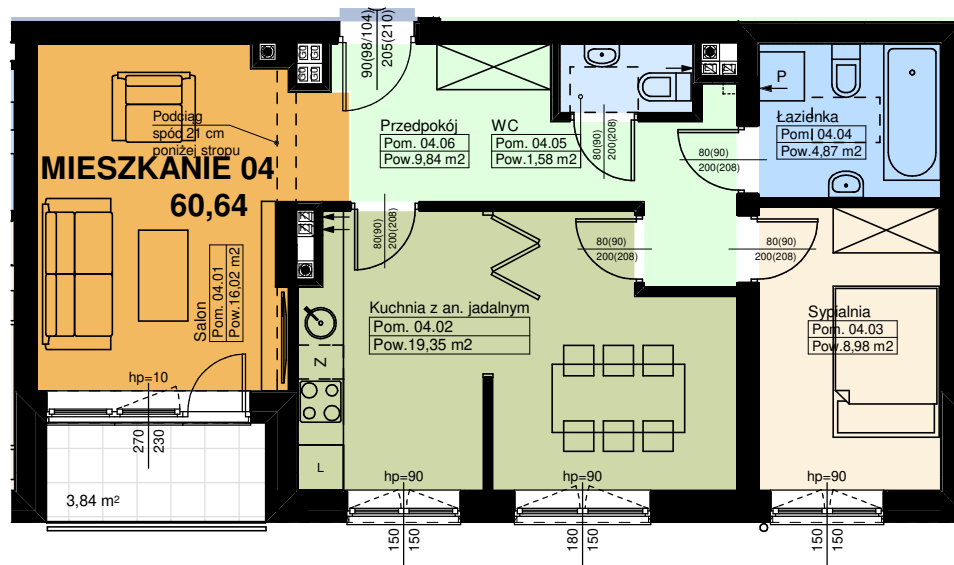 90(98/104)
205(210)
GG
GG
GG
GG
Podciąg
spód 21 cm
poniżej stropu
MIESZKANIE 04
60,64
Przedpokój
Pom. 04.06
Pow.9,84 m2
WC
Pom. 04.05
Pow.1,58 m2
80(90)
200(208)
P
Łazienka
Pom 04.04
Pow.4,87 m2
80(90)
200(208)
80(90)
200(208)
80(90)
200(208)
80(90)
200(208)
Salon
Pom. 04.01
Pow.16,02 m2
Kuchnia z an. jadalnym
Pom. 04.02
Pow.19,35 m2
Sypialnia
Pom. 04.03
Pow.8,98 m2
Z
L
hp=10
270
230
3,84 m²
hp=90
150
150
hp=90
180
150
hp=90
150
150